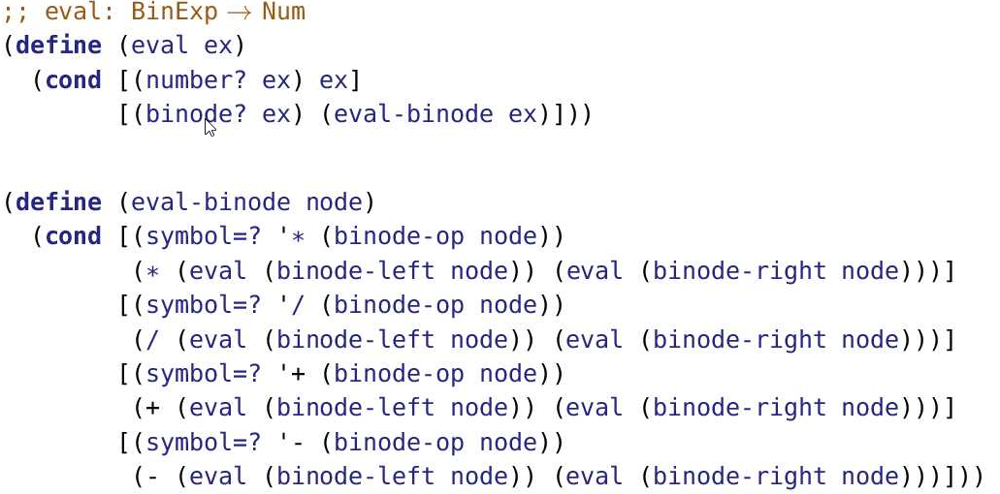 ;; eval: BinExp → Num
(define (eval ex)
  (cond [(number? ex) ex]
        [(binode? ex) (eval-binode ex)]))
(define (eval-binode node)
  (cond [(symbol=? '* (binode-op node))
         (* (eval (binode-left node)) (eval (binode-right node)))]
        [(symbol=? '/ (binode-op node))
         (/ (eval (binode-left node)) (eval (binode-right node)))]
        [(symbol=? '+ (binode-op node))
         (+ (eval (binode-left node)) (eval (binode-right node)))]
        [(symbol=? '- (binode-op node))
         (- (eval (binode-left node)) (eval (binode-right node)))]))